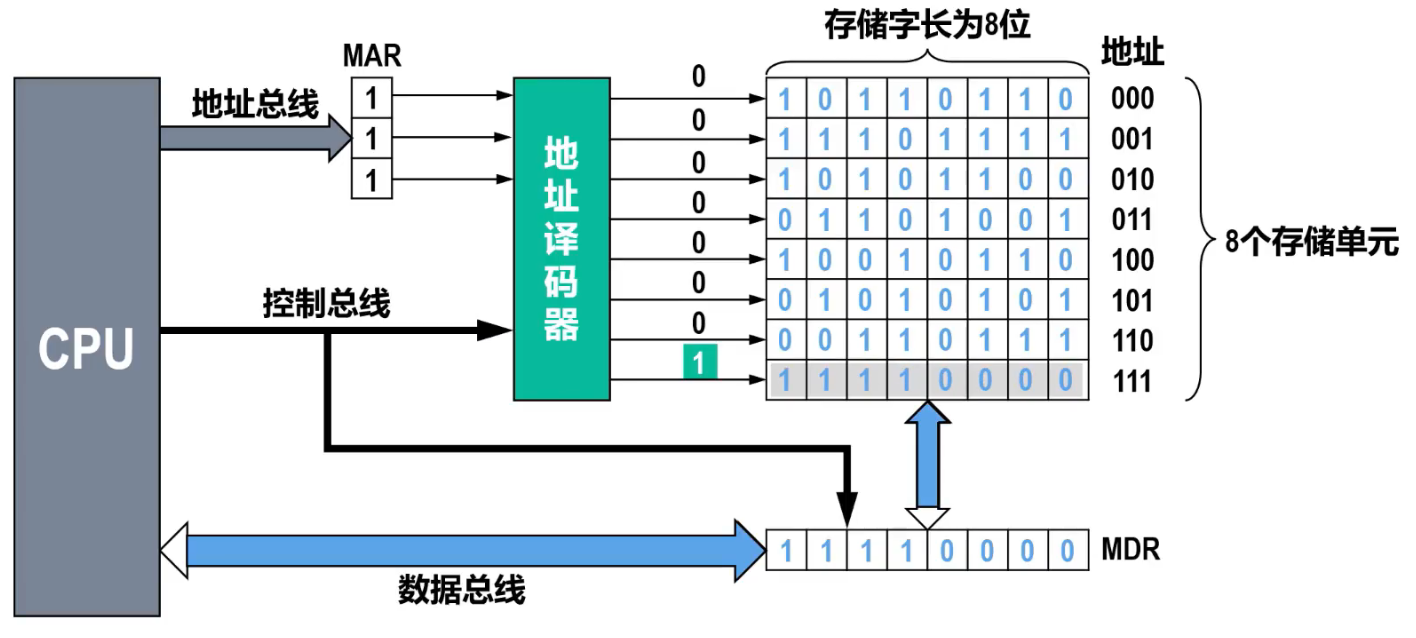 存储字长为8位
地址
MAR
地址总线
1
1
1
地址译码器
0
0
0
0
0
0
0
1
1 0 1 1 0 1 1 0 000
1 1 1 0 1 1 1 1 001
1 0 1 0 1 1 0 0 010
0 1 1 0 1 0 0 1 011
1 0 0 1 0 1 1 0 100
0 1 0 1 0 1 0 1 101
0 0 1 1 0 1 1 1 110
1 1 1 1 0 0 0 0 111
8个存储单元
控制总线
CPU
1 1 1 1 0 0 0 0 MDR
数据总线